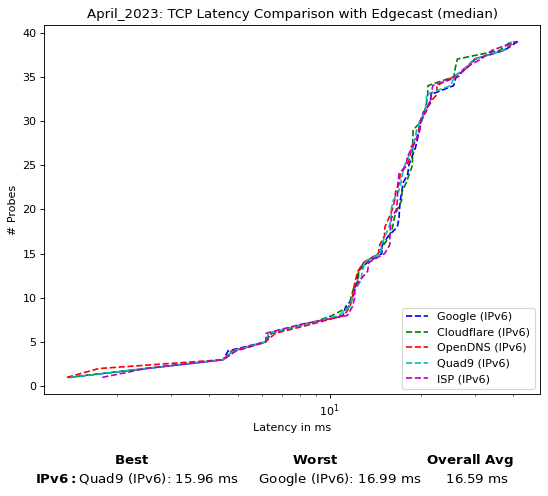 April_2023: TCP Latency Comparison with Edgecast (median)
40
35
30
25
20
15
10
5
0
# Probes
Google (IPv6)
Cloudflare (IPv6)
OpenDNS (IPv6)
Quad9 (IPv6)
ISP (IPv6)
10¹
Latency in ms
Best Worst Overall Avg
IPv6: Quad9 (IPv6): 15.96 ms Google (IPv6): 16.99 ms 16.59 ms